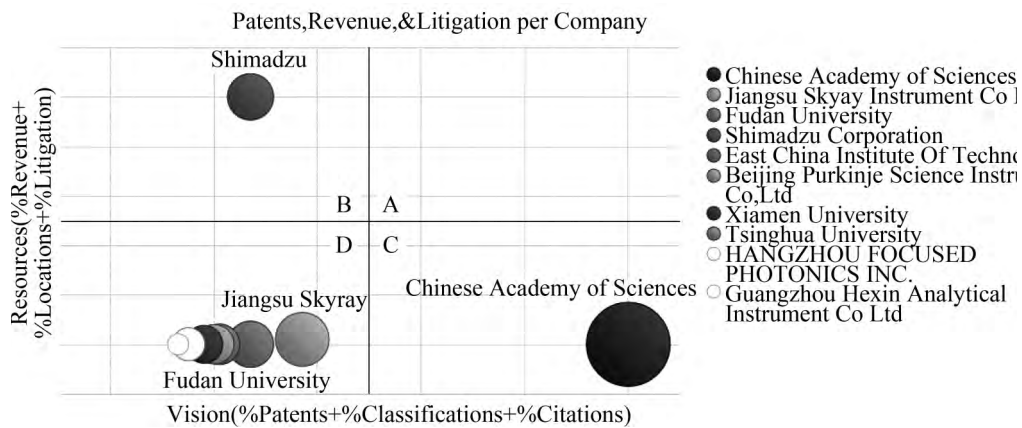 Patents,Revenue,&Litigation per Company
Resources(%Revenue+
%Locations+%Litigation)
Shimadzu
B
A
D
C
Jiangsu Skyray
Chinese Academy of Sciences
Fudan University
Vision(%Patents+%Classifications+%Citations)
Chinese Academy of Sciences
Jiangsu Skyay Instrument Co
Fudan University
Shimadzu Corporation
East China Institute Of
Beijing Purkinje Science
Co,Ltd
Xiamen University
Tsinghua University
HANGZHOU FOCUSED
PHOTONICS INC.
Guangzhou Hexin Analytical
Instrument Co Ltd